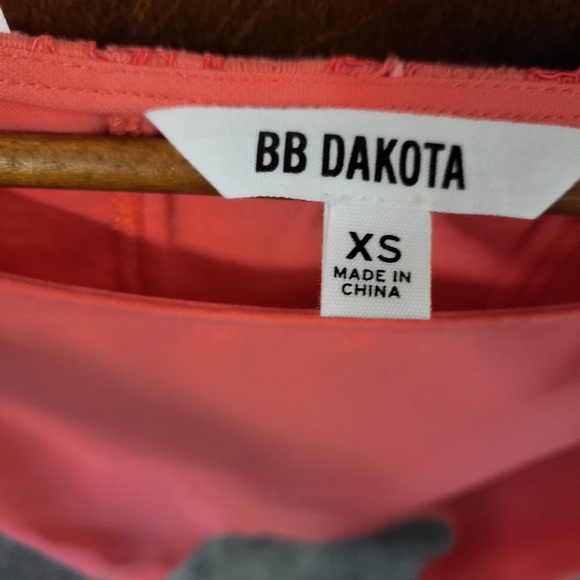 BB DAKOTA
XS
MADE IN
CHINA